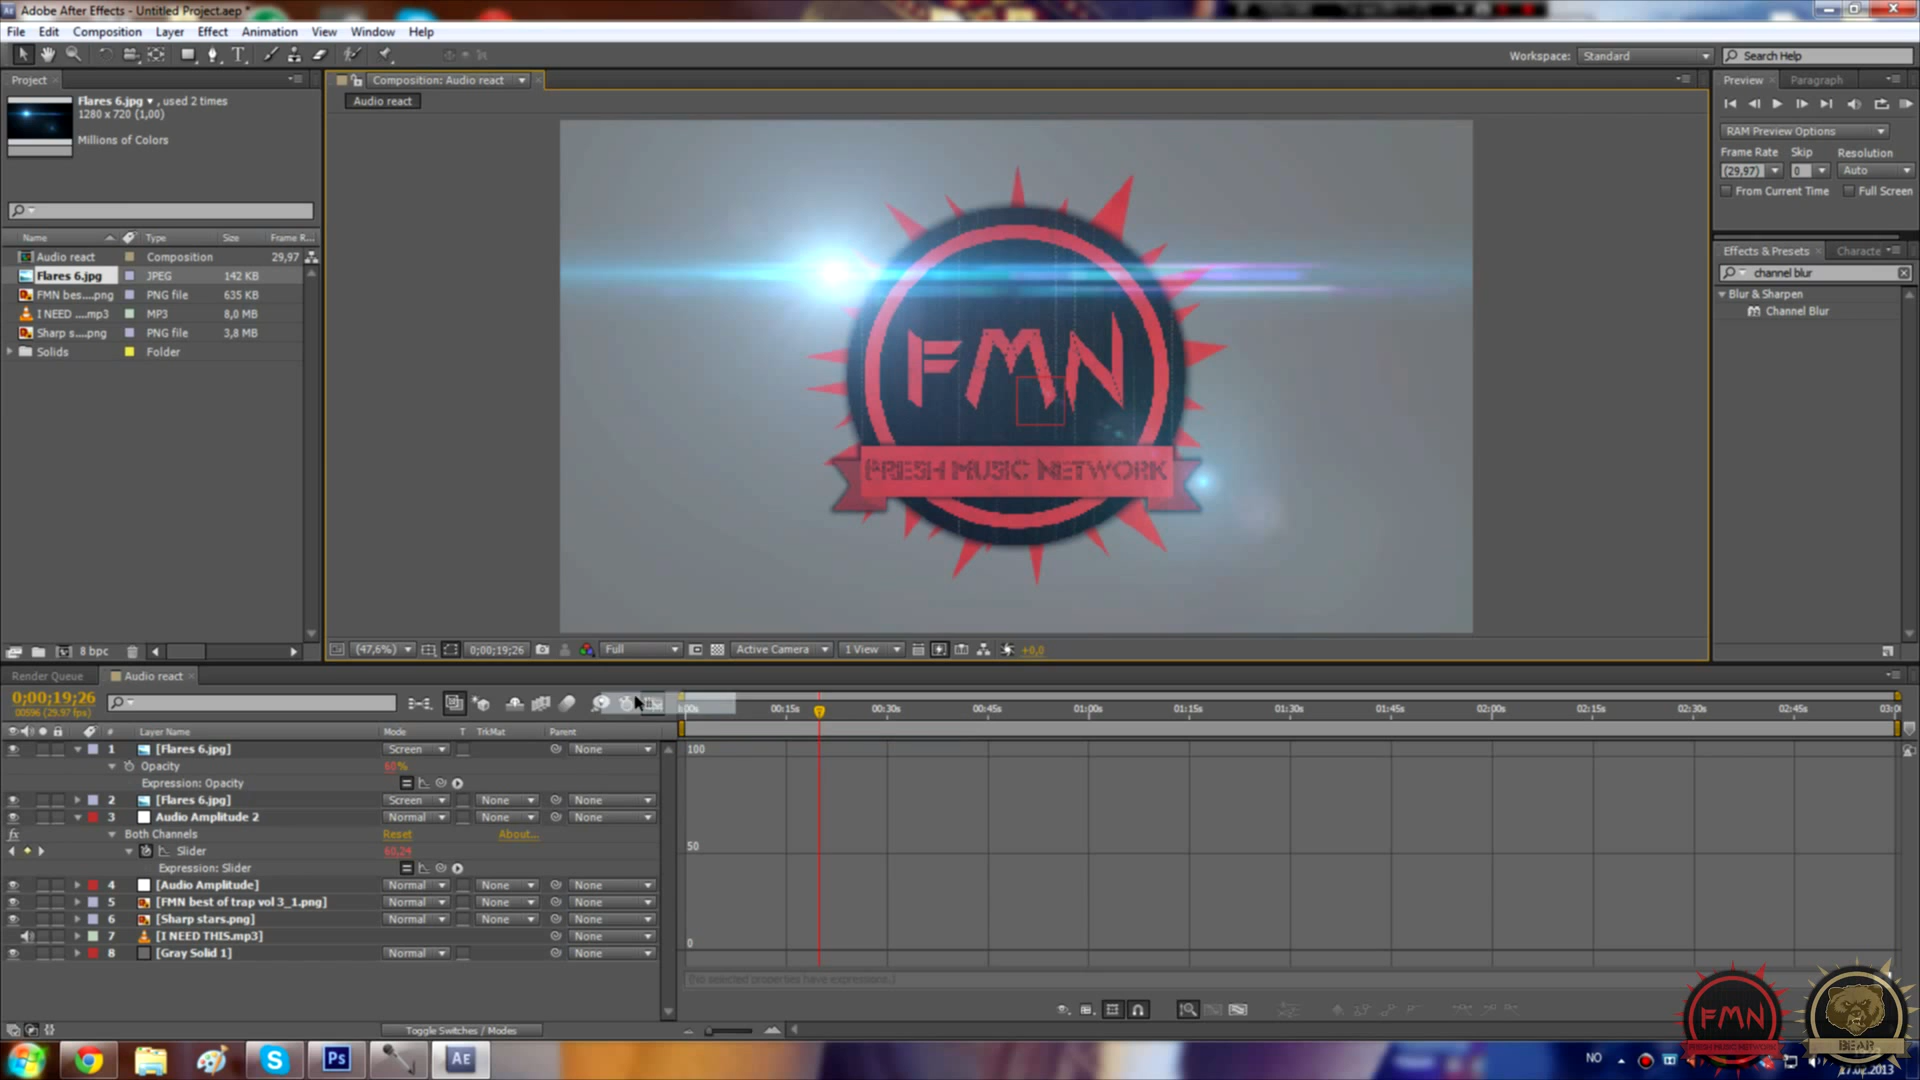 Adobe After Effects - Untitled Project.aep *
File Edit Composition Layer Effect Animation View Window Help
Workspace: Standard Search Help
Project
Flares 6.jpg , used 2 times
1280 x 720 (1,00)
Millions of Colors
Name Type Size Frame R...
Audio react Composition 29,97
Flares 6.jpg JPEG 142 KB
FMN bes....png PNG file 635 KB
I NEED ....mp3 MP3 8,0 MB
Sharp s....png PNG file 3,8 MB
Solids Folder
8 bpc
Composition: Audio react
Audio react
FMN
FRESH MUSIC NETWORK
(47,6%) 0;00;19;26 Full Active Camera 1 View +0,0
Preview Paragraph
RAM Preview Options
Frame Rate Skip Resolution
(29,97) 0 Auto
From Current Time Full Screen
Effects & Presets Characte
channel blur
Blur & Sharpen
Channel Blur
Render Queue Audio react
0;00;19;26
00596 (29.97 fps)
00s 00:15s 00:30s 00:45s 01:00s 01:15s 01:30s 01:45s 02:00s 02:15s 02:30s 02:45s 03:0
# Layer Name Mode T TrkMat Parent
1 [Flares 6.jpg] Screen None
Opacity 60%
Expression: Opacity
2 [Flares 6.jpg] Screen None None
3 Audio Amplitude 2 Normal None None
Both Channels Reset About...
Slider 60,24
Expression: Slider
4 [Audio Amplitude] Normal None None
5 [FMN best of trap vol 3_1.png] Normal None None
6 [Sharp stars.png] Normal None None
7 [I NEED THIS.mp3] None
8 [Gray Solid 1] Normal None
100
50
0
(No selected properties have expressions.)
Toggle Switches / Modes
FMN
FRESH MUSIC NETWORK
BEAR
Ps
AE
NO
17.02.2013